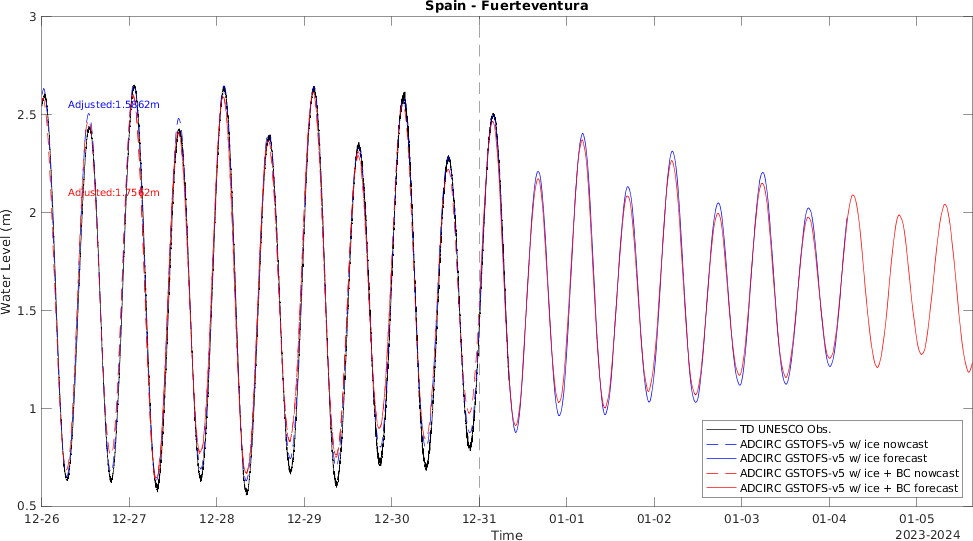 Spain - Fuerteventura
3
2.5
2
1.5
1
0.5
Water Level (m)
Adjusted:1.5862m
Adjusted:1.7562m
TD UNESCO Obs.
ADCIRC GSTOFS-v5 w/ ice nowcast
ADCIRC GSTOFS-v5 w/ ice forecast
ADCIRC GSTOFS-v5 w/ ice + BC nowcast
ADCIRC GSTOFS-v5 w/ ice + BC forecast
12-26 12-27 12-28 12-29 12-30 12-31 01-01 01-02 01-03 01-04 01-05
Time
2023-2024